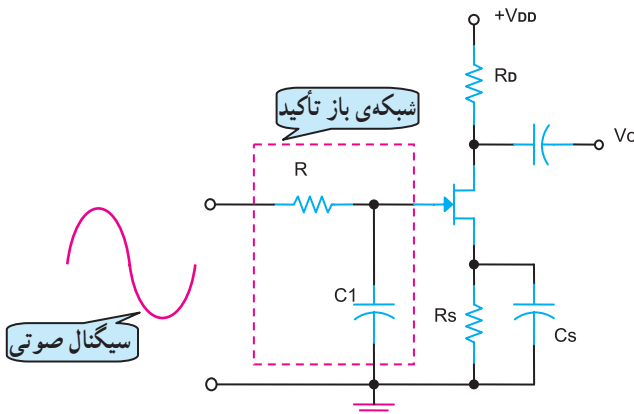 +VDD
RD
شبکه‌ی باز تأکید
Vo
R
C1
Rs
Cs
سیگنال صوتی